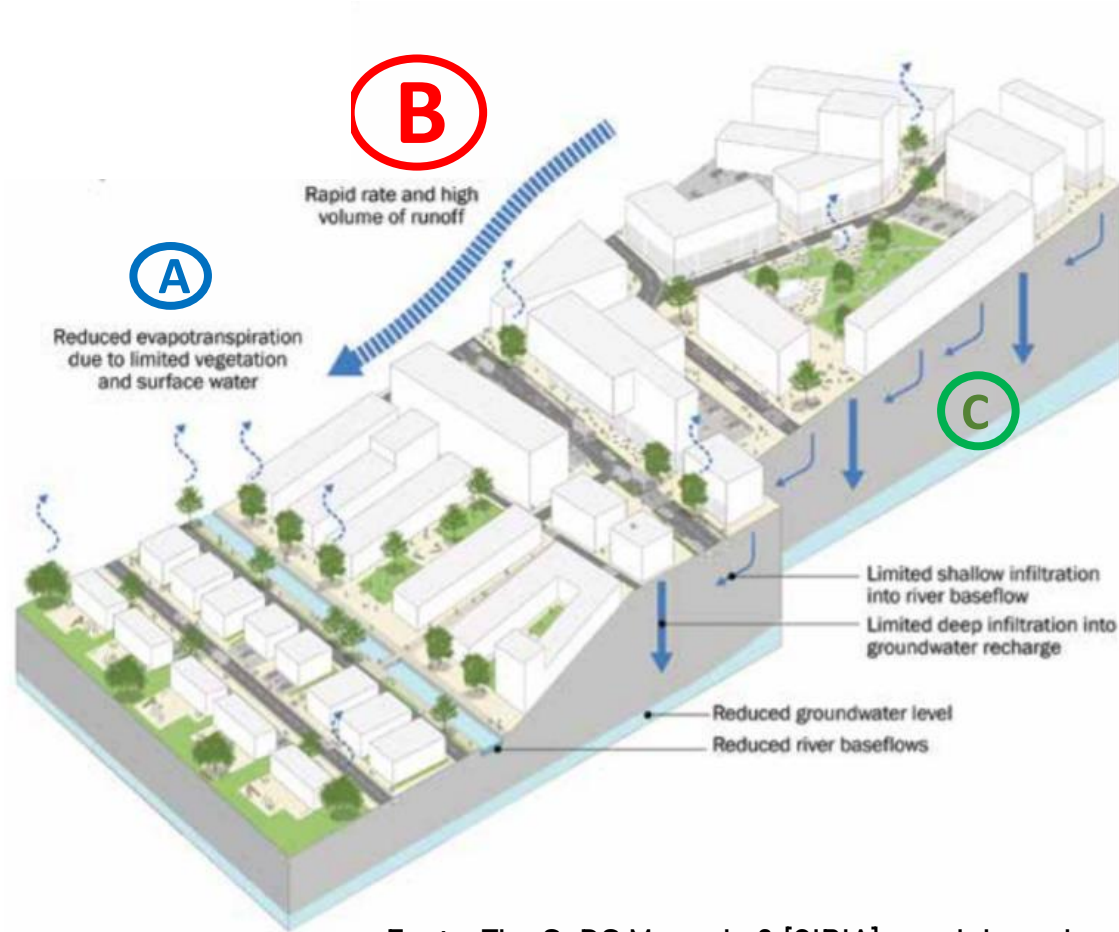 B
Rapid rate and high
volume of runoff
A
Reduced evapotranspiration
due to limited vegetation
and surface water
C
Limited shallow infiltration
into river baseflow
Limited deep infiltration into
groundwater recharge
Reduced groundwater level
Reduced river baseflows